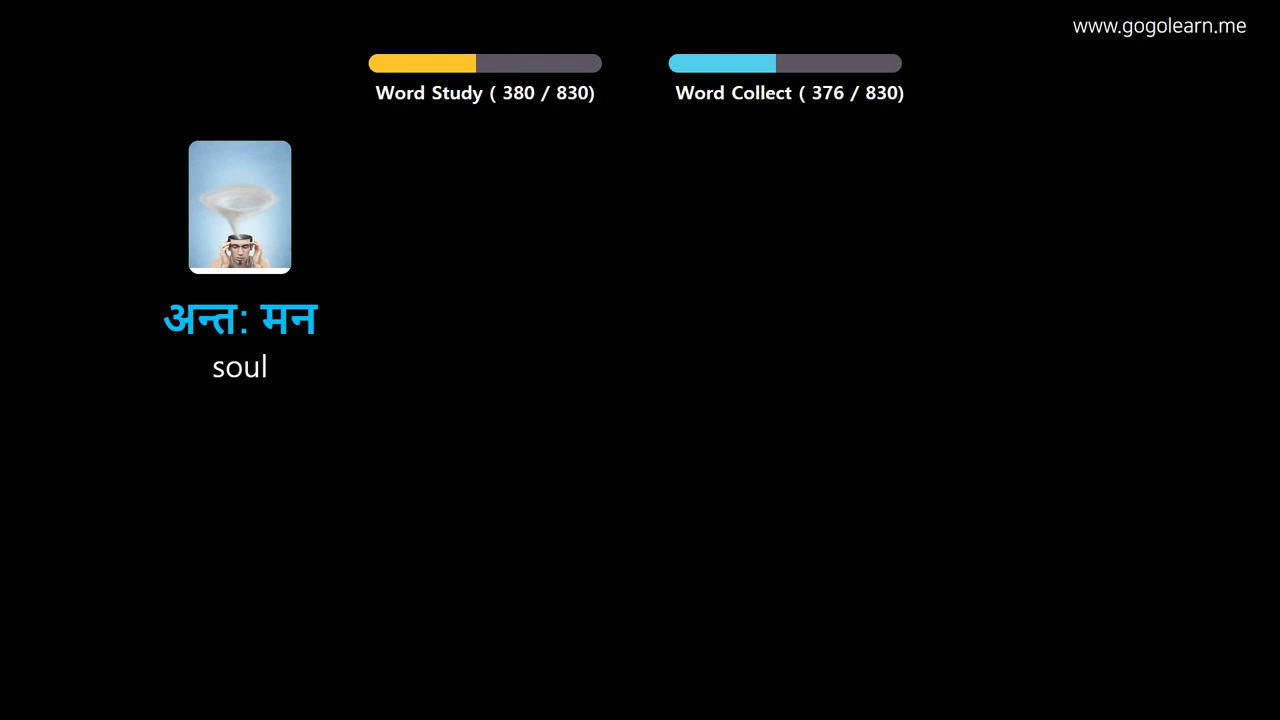 www.gogolearn.me
Word Study ( 380 / 830)
Word Collect ( 376 / 830)
अन्त: मन
soul